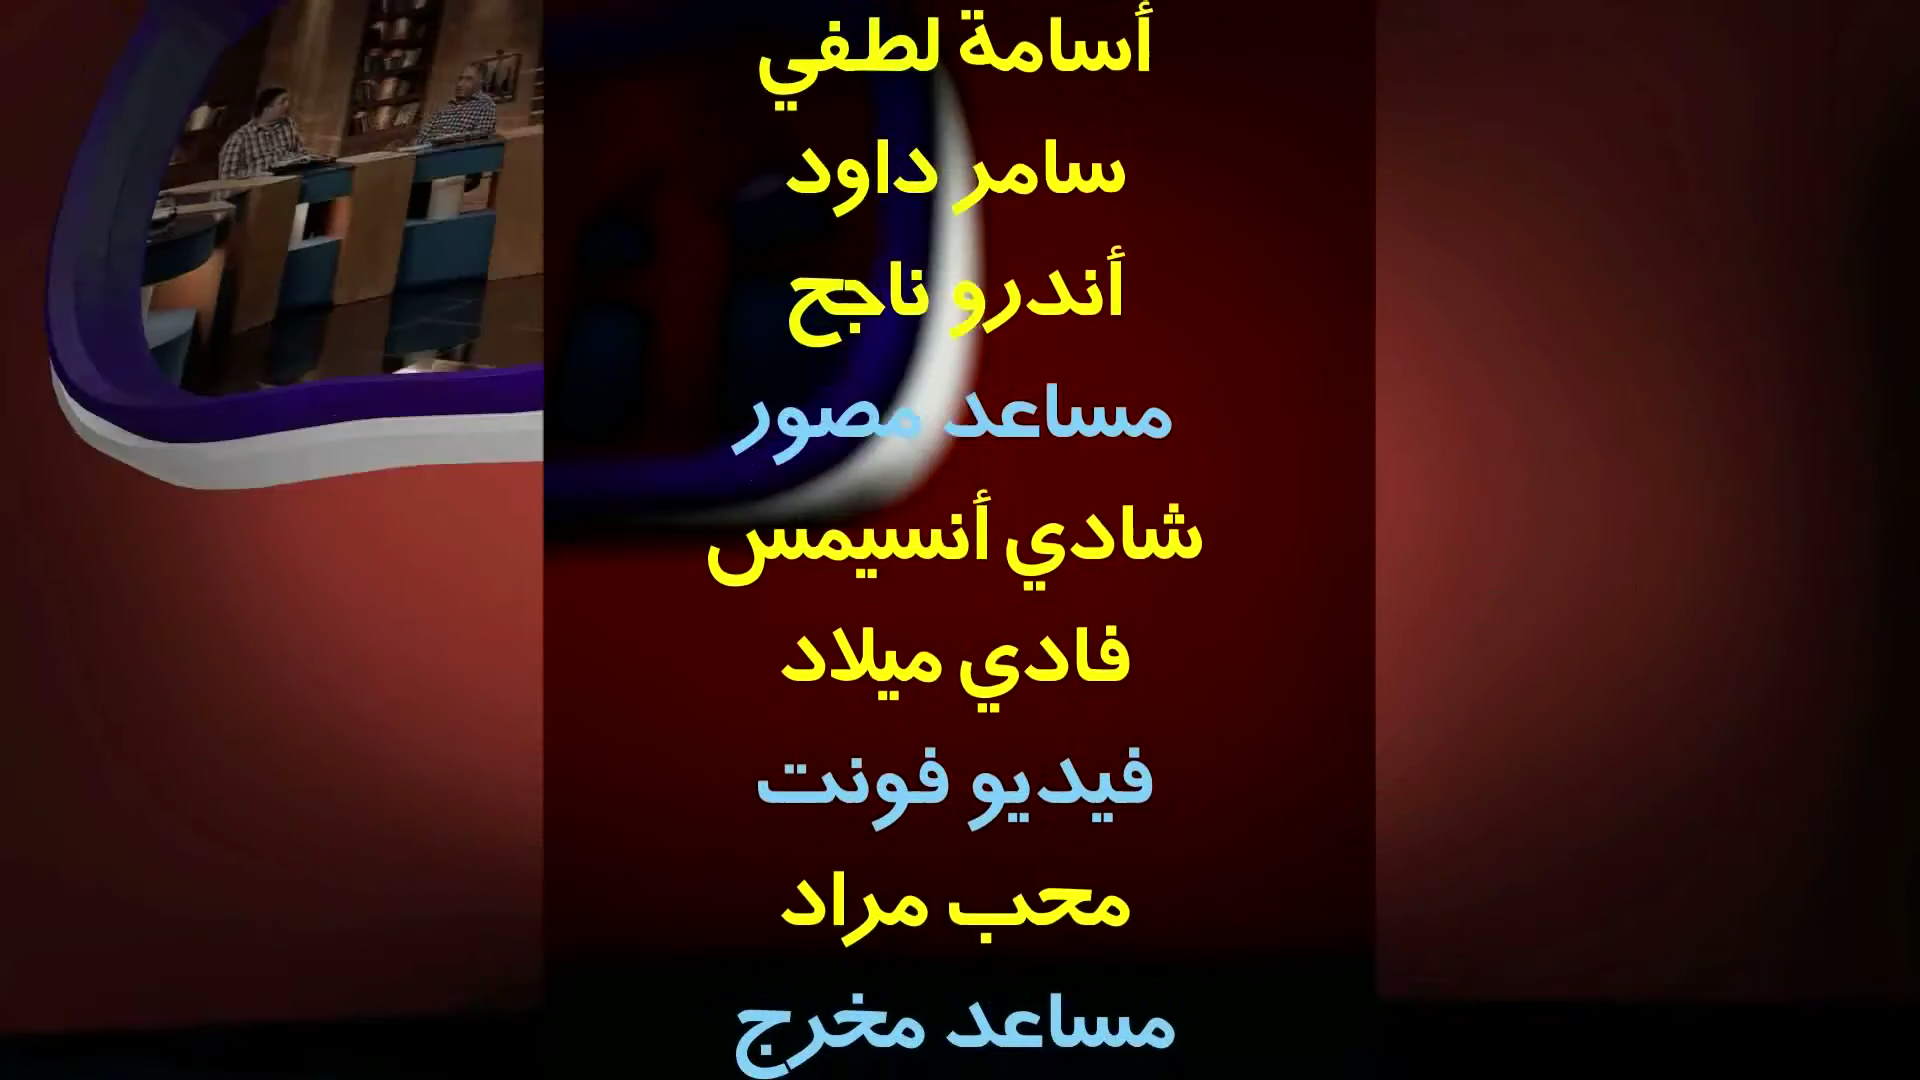 أسامة لطفي
سامر داود
أندرو ناجح
مساعد مصور
شادي أنسيمس
فادي ميلاد
فيديو فونت
محب مراد
مساعد مخرج